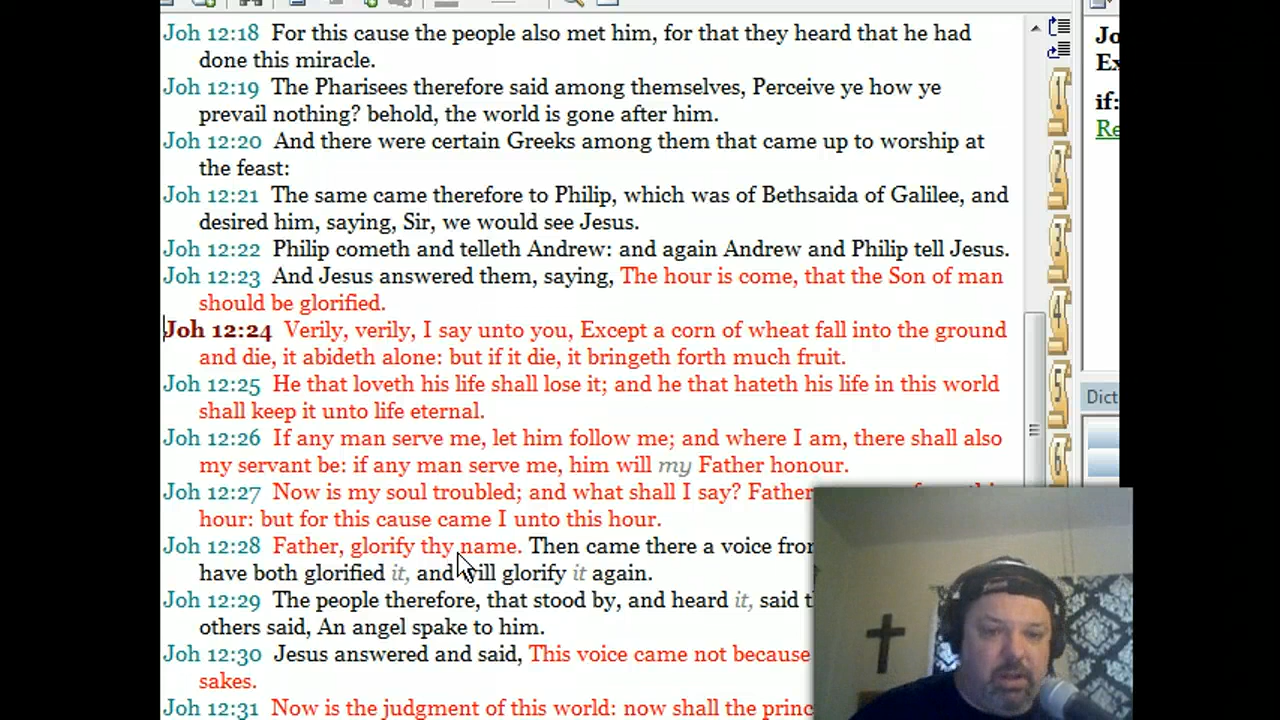 Joh 12:18 For this cause the people also met him, for that they heard that he had
done this miracle.
Joh 12:19 The Pharisees therefore said among themselves, Perceive ye how ye
prevail nothing? behold, the world is gone after him.
Joh 12:20 And there were certain Greeks among them that came up to worship at
the feast:
Joh 12:21 The same came therefore to Philip, which was of Bethsaida of Galilee, and
desired him, saying, Sir, we would see Jesus.
Joh 12:22 Philip cometh and telleth Andrew: and again Andrew and Philip tell Jesus.
Joh 12:23 And Jesus answered them, saying, The hour is come, that the Son of man
should be glorified.
Joh 12:24 Verily, verily, I say unto you, Except a corn of wheat fall into the ground
and die, it abideth alone: but if it die, it bringeth forth much fruit.
Joh 12:25 He that loveth his life shall lose it; and he that hateth his life in this world
shall keep it unto life eternal.
Joh 12:26 If any man serve me, let him follow me; and where I am, there shall also
my servant be: if any man serve me, him will my Father honour.
Joh 12:27 Now is my soul troubled; and what shall I say? Father
hour: but for this cause came I unto this hour.
Joh 12:28 Father, glorify thy name. Then came there a voice
have both glorified it, and will glorify it again.
Joh 12:29 The people therefore, that stood by, and heard it, said
others said, An angel spake to him.
Joh 12:30 Jesus answered and said, This voice came not because
sakes.
Joh 12:31 Now is the judgment of this world: now shall the
Jo
Ex
if:
Re
Dict
1
2
3
4
5
6